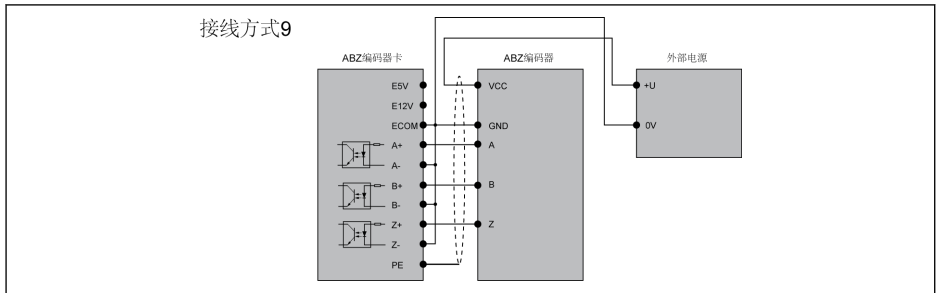 接线方式9
ABZ编码器卡
ABZ编码器
外部电源
E5V
VCC
+U
E12V
ECOM
GND
0V
A+
A
A-
B+
B
B-
Z+
Z
Z-
PE